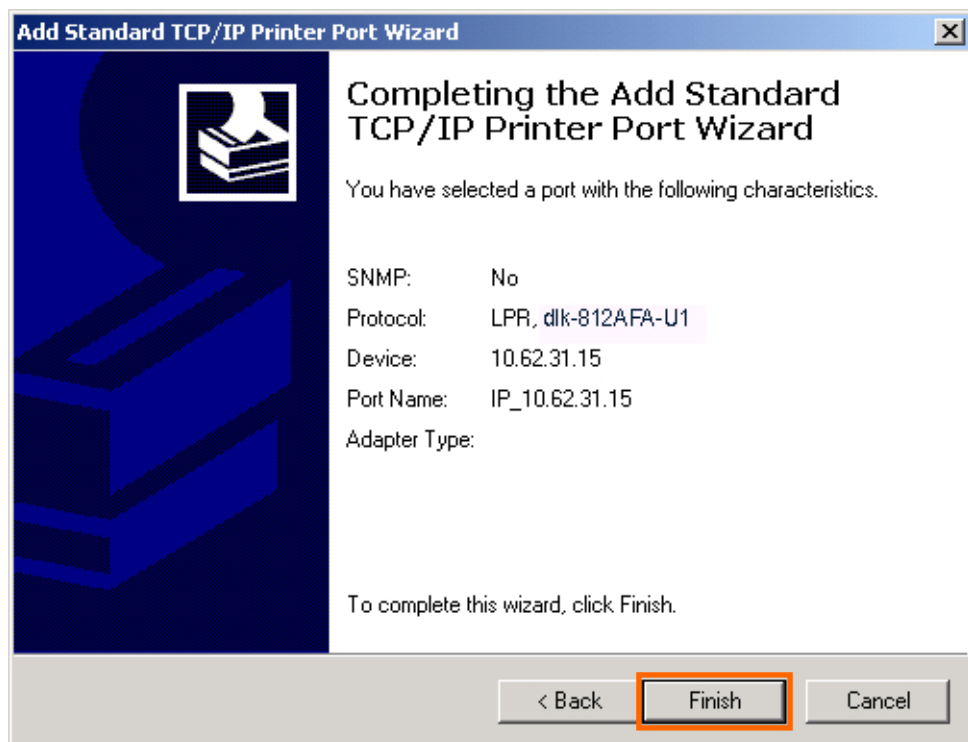 Add Standard TCP/IP Printer Port Wizard
Completing the Add Standard
TCP/IP Printer Port Wizard
You have selected a port with the following characteristics.
SNMP: No
Protocol: LPR, dlk-812AFA-U1
Device: 10.62.31.15
Port Name: IP_10.62.31.15
Adapter Type:
To complete this wizard, click Finish.
< Back Finish Cancel